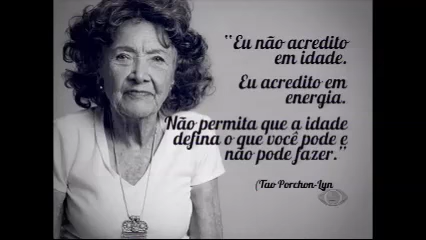 “Eu não acredito
em idade.
Eu acredito em
energia.
Não permita que a idade
defina o que você pode e
não pode fazer.”
(Tao Porchon-Lyn